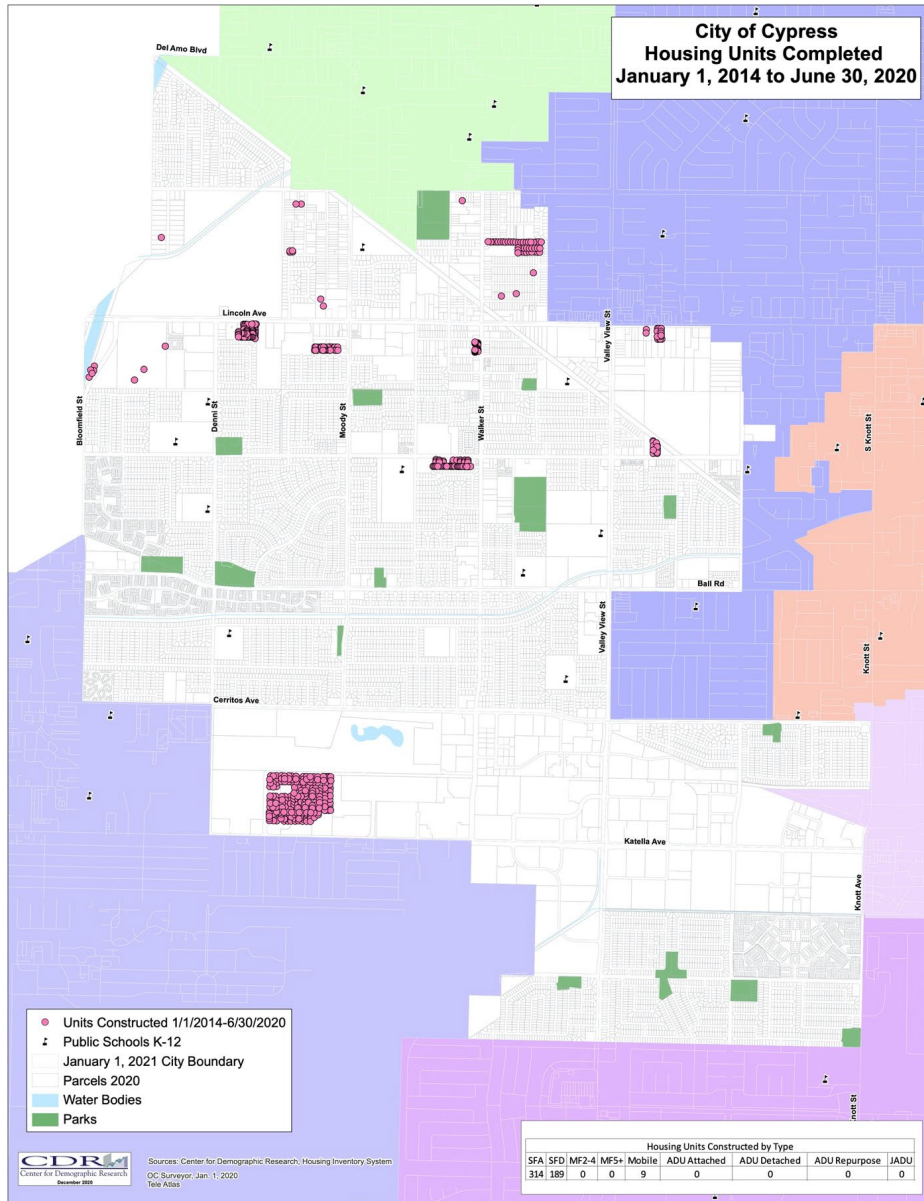 City of Cypress
Housing Units Completed
January 1, 2014 to June 30, 2020
Del Amo Blvd
Lincoln Ave
Valley View St
Bloomfield St
Denni St
Moody St
Walker St
S Knott St
Ball Rd
Valley View St
Knott St
Cerritos Ave
Katella Ave
Knott Ave
Knott St
Units Constructed 1/1/2014-6/30/2020
Public Schools K-12
January 1, 2021 City Boundary
Parcels 2020
Water Bodies
Parks
CDR
Center for Demographic Research
December 2020
Sources: Center for Demographic Research, Housing Inventory System
OC Surveyor, Jan. 1, 2020
Tele Atlas
Housing Units Constructed by Type
SFA SFD MF2-4 MF5+ Mobile ADU Attached ADU Detached ADU Repurpose JADU
314 189 0 0 9 0 0 0 0